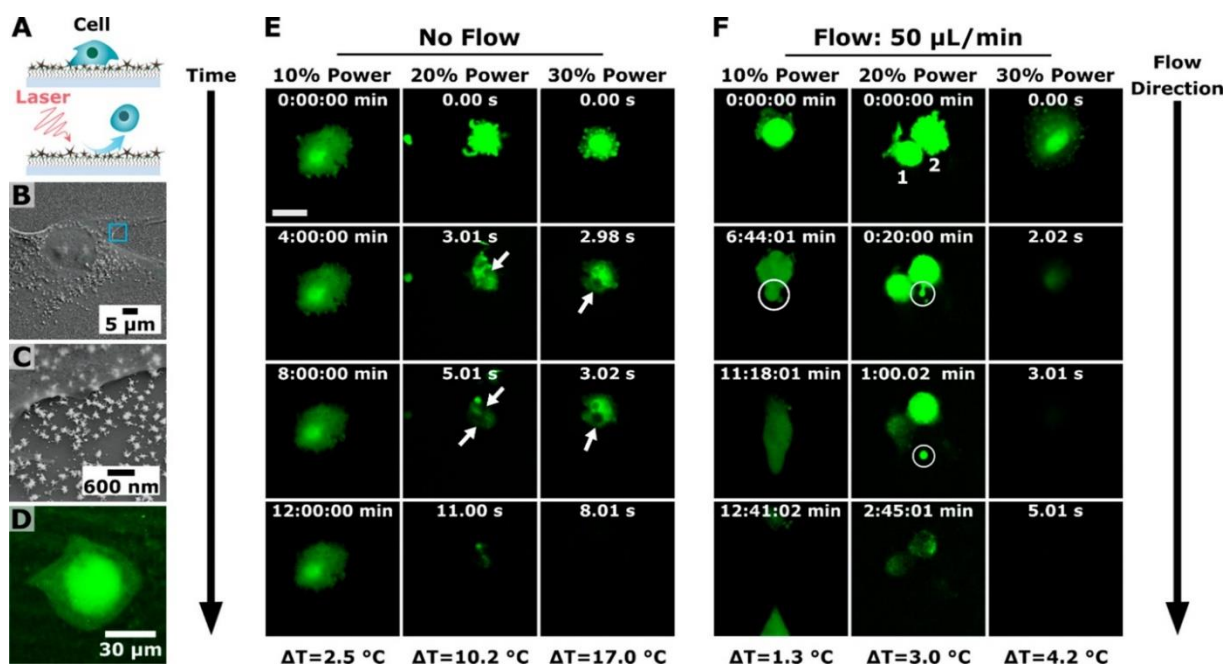 A
Cell
Laser
B
5 µm
C
600 nm
D
30 µm
Time
E
No Flow
10% Power 20% Power 30% Power
0:00:00 min 0.00 s 0.00 s
4:00:00 min 3.01 s 2.98 s
8:00:00 min 5.01 s 3.02 s
12:00:00 min 11.00 s 8.01 s
ΔT=2.5 °C ΔT=10.2 °C ΔT=17.0 °C
F
Flow: 50 µL/min
10% Power 20% Power 30% Power
0:00:00 min 0:00:00 min 0.00 s
1 2
6:44:01 min 0:20:00 min 2.02 s
11:18:01 min 1:00.02 min 3.01 s
12:41:02 min 2:45:01 min 5.01 s
ΔT=1.3 °C ΔT=3.0 °C ΔT=4.2 °C
Flow
Direction